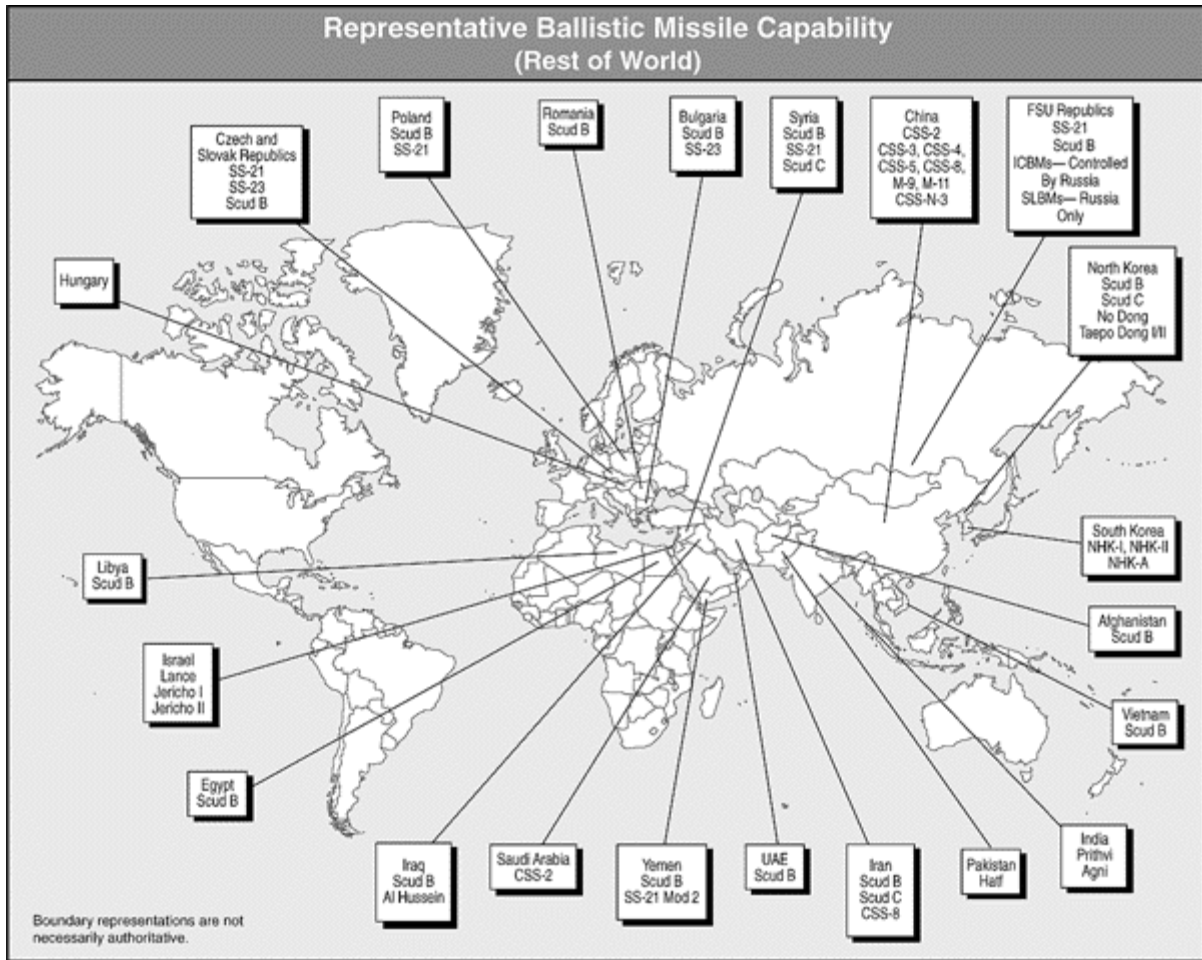 Representative Ballistic Missile Capability
(Rest of World)
Czech and
Slovak Republics
SS-21
SS-23
Scud B
Poland
Scud B
SS-21
Romania
Scud B
Bulgaria
Scud B
SS-23
Syria
Scud B
SS-21
Scud C
China
CSS-2
CSS-3, CSS-4,
CSS-5, CSS-8,
M-9, M-11
CSS-N-3
FSU Republics
SS-21
Scud B
ICBMs— Controlled
By Russia
SLBMs— Russia
Only
Hungary
North Korea
Scud B
Scud C
No Dong
Taepo Dong I/II
South Korea
NHK-I, NHK-II
NHK-A
Libya
Scud B
Afghanistan
Scud B
Israel
Lance
Jericho I
Jericho II
Vietnam
Scud B
Egypt
Scud B
Iraq
Scud B
Al Hussein
Saudi Arabia
CSS-2
Yemen
Scud B
SS-21 Mod 2
UAE
Scud B
Iran
Scud B
Scud C
CSS-8
Pakistan
Hatf
India
Prithvi
Agni
Boundary representations are not
necessarily authoritative.